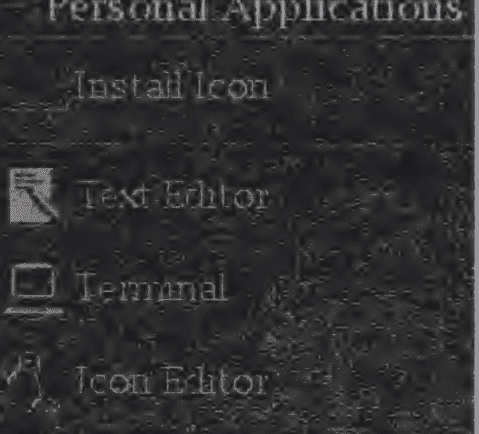 Personal Applications
Install Icon
Text Editor
Terminal
Icon Editor